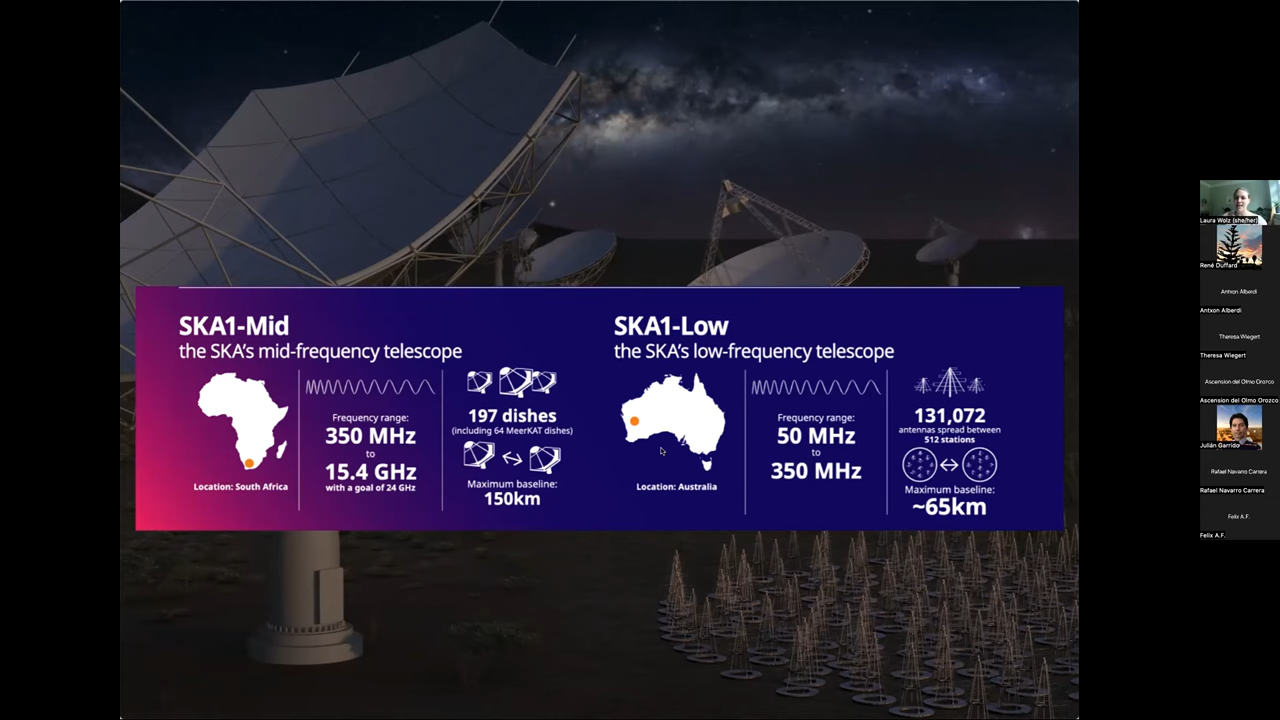 SKA1-Mid
the SKA's mid-frequency telescope
Frequency range:
350 MHz
to
15.4 GHz
with a goal of 24 GHz
Location: South Africa
197 dishes
(including 64 MeerKAT dishes)
Maximum baseline:
150km
SKA1-Low
the SKA's low-frequency telescope
Location: Australia
Frequency range:
50 MHz
to
350 MHz
131,072
antennas spread between
512 stations
Maximum baseline:
~65km
Laura Wolz (she/her)
René Duffard
Antxon Alberdi
Antxon Alberdi
Theresa Wiegert
Theresa Wiegert
Ascension del Olmo Orozco
Ascension del Olmo Orozco
Julián Garrido
Rafael Navarro Carrera
Rafael Navarro Carrera
Felix A.F.
Felix A.F.